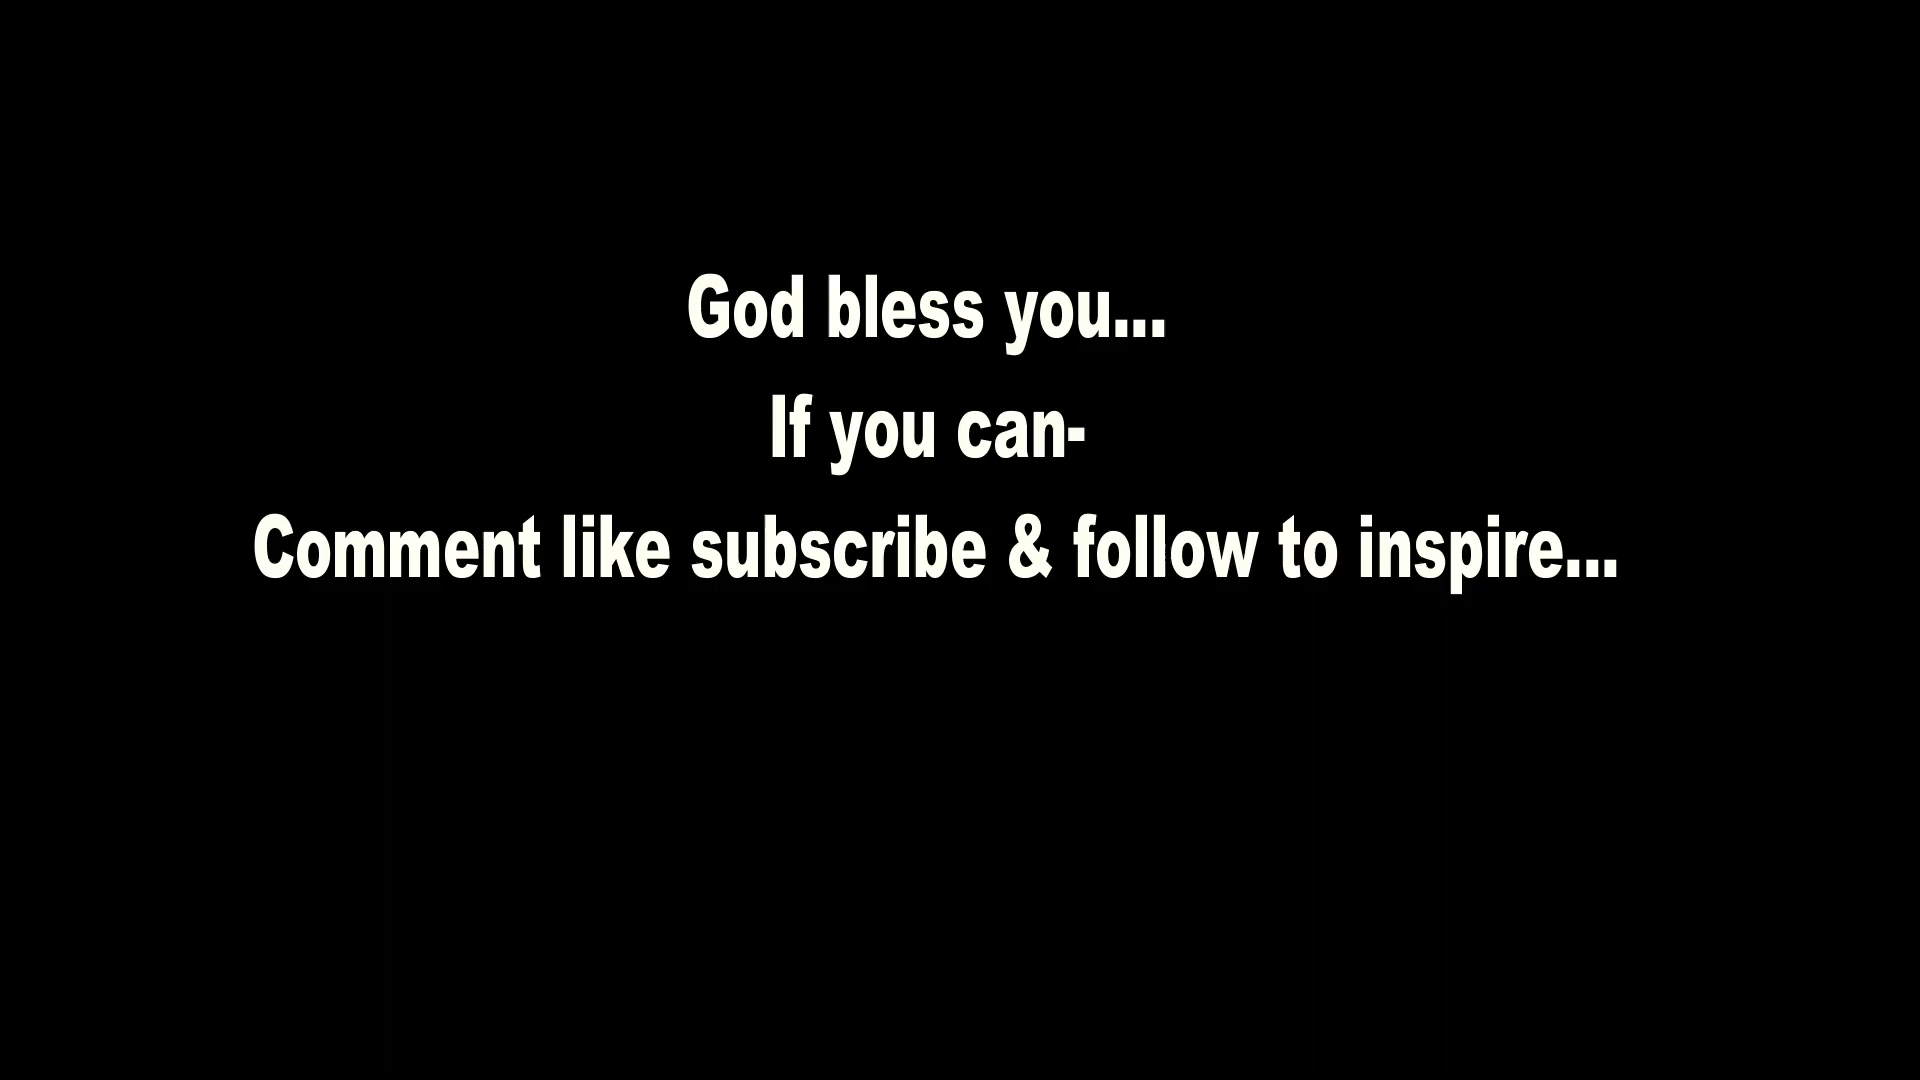 God bless you...
If you can-
Comment like subscribe & follow to inspire...